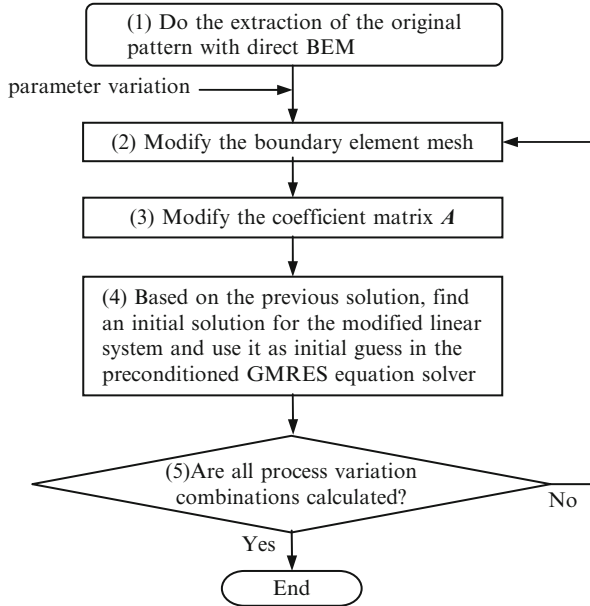 (1) Do the extraction of the original
pattern with direct BEM
parameter variation
(2) Modify the boundary element mesh
(3) Modify the coefficient matrix A
(4) Based on the previous solution, find
an initial solution for the modified linear
system and use it as initial guess in the
preconditioned GMRES equation solver
(5)Are all process variation
combinations calculated?
No
Yes
End